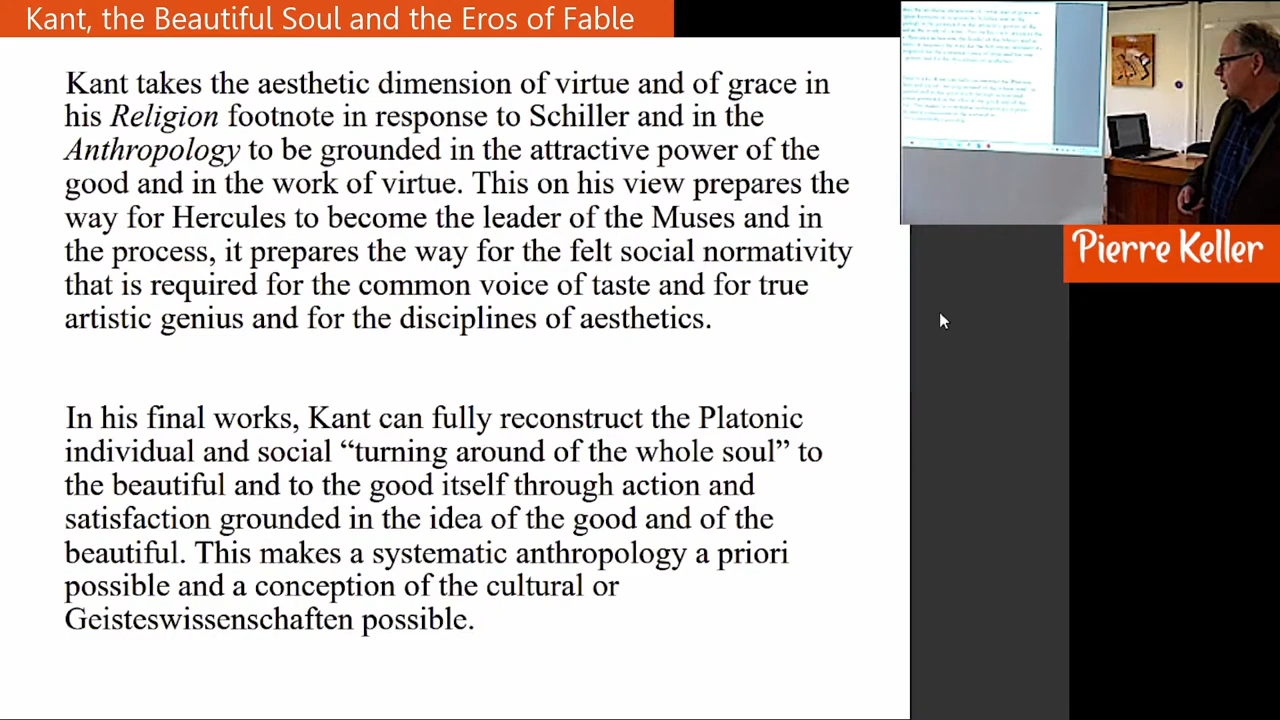 Kant, the Beautiful Soul and the Eros of Fable
Kant takes the aesthetic dimension of virtue and of grace in
his Religion footnote in response to Schiller and in the
Anthropology to be grounded in the attractive power of the
good and in the work of virtue. This on his view prepares the
way for Hercules to become the leader of the Muses and in
the process, it prepares the way for the felt social normativity
that is required for the common voice of taste and for true
artistic genius and for the disciplines of aesthetics.
In his final works, Kant can fully reconstruct the Platonic
individual and social “turning around of the whole soul” to
the beautiful and to the good itself through action and
satisfaction grounded in the idea of the good and of the
beautiful. This makes a systematic anthropology a priori
possible and a conception of the cultural or
Geisteswissenschaften possible.
Pierre Keller